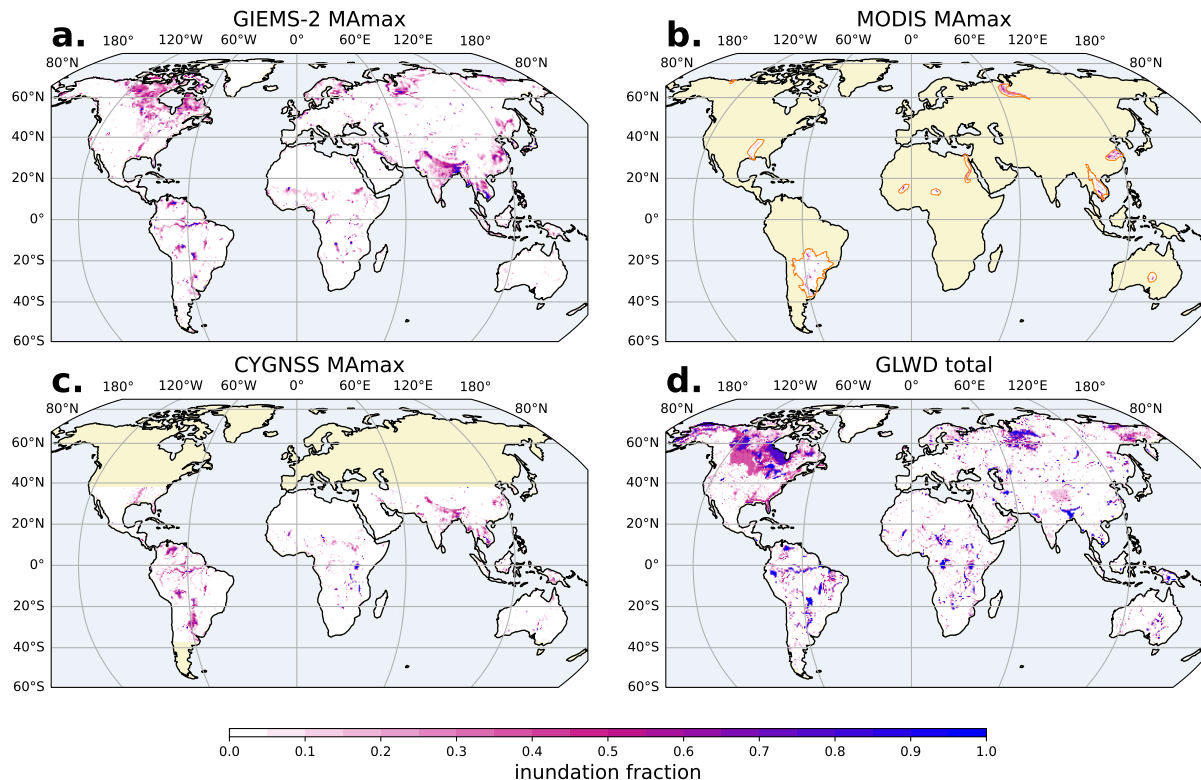 a.
GIEMS-2 MAmax
180° 120°W 60°W 0° 60°E 120°E 180°
80°N 80°N
60°N
40°N
20°N
0°
20°S
40°S
60°S
b.
MODIS MAmax
180° 120°W 60°W 0° 60°E 120°E 180°
80°N 80°N
60°N
40°N
20°N
0°
20°S
40°S
60°S
c.
CYGNSS MAmax
180° 120°W 60°W 0° 60°E 120°E 180°
80°N 80°N
60°N
40°N
20°N
0°
20°S
40°S
60°S
d.
GLWD total
180° 120°W 60°W 0° 60°E 120°E 180°
80°N 80°N
60°N
40°N
20°N
0°
20°S
40°S
60°S
0.0 0.1 0.2 0.3 0.4 0.5 0.6 0.7 0.8 0.9 1.0
inundation fraction